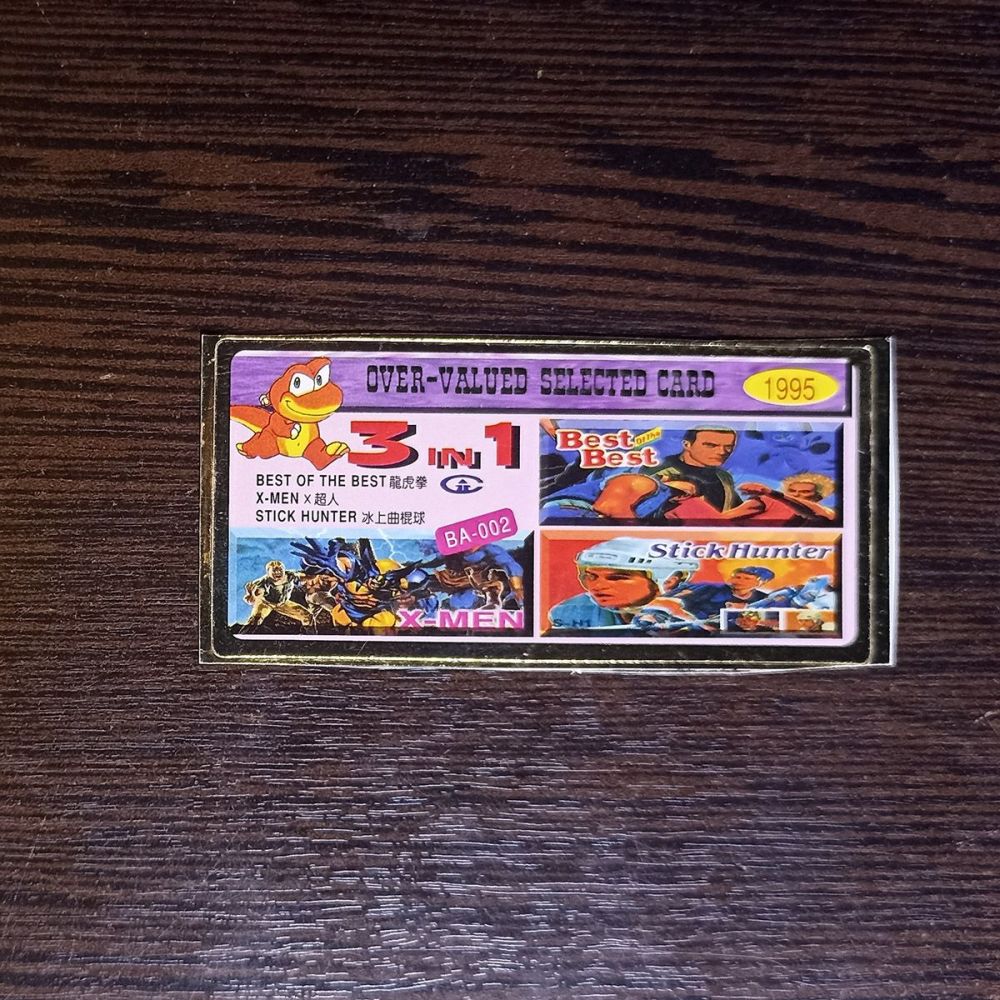 OVER-VALUED SELECTED CARD
1995
3 IN 1
BEST OF THE BEST 龍虎拳
X-MEN X 超人
STICK HUNTER 冰上曲棍球
BA-002
Best Of the
Best
X-MEN
Stick Hunter